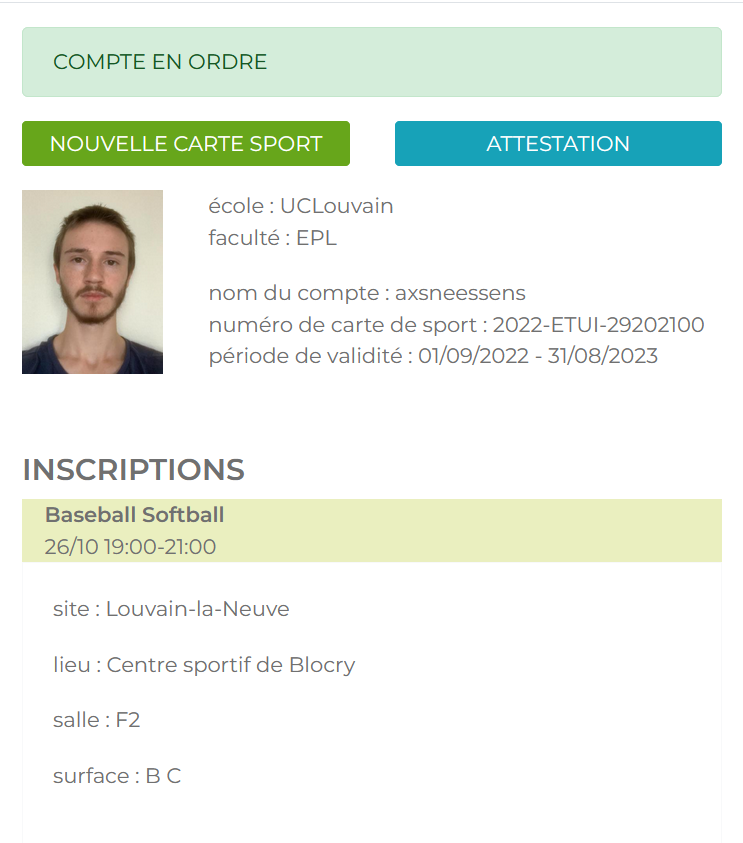 COMPTE EN ORDRE
NOUVELLE CARTE SPORT
ATTESTATION
école : UCLouvain
faculté : EPL
nom du compte : axsneessens
numéro de carte de sport : 2022-ETUI-29202100
période de validité : 01/09/2022 - 31/08/2023
INSCRIPTIONS
Baseball Softball
26/10 19:00-21:00
site : Louvain-la-Neuve
lieu : Centre sportif de Blocry
salle : F2
surface : B C